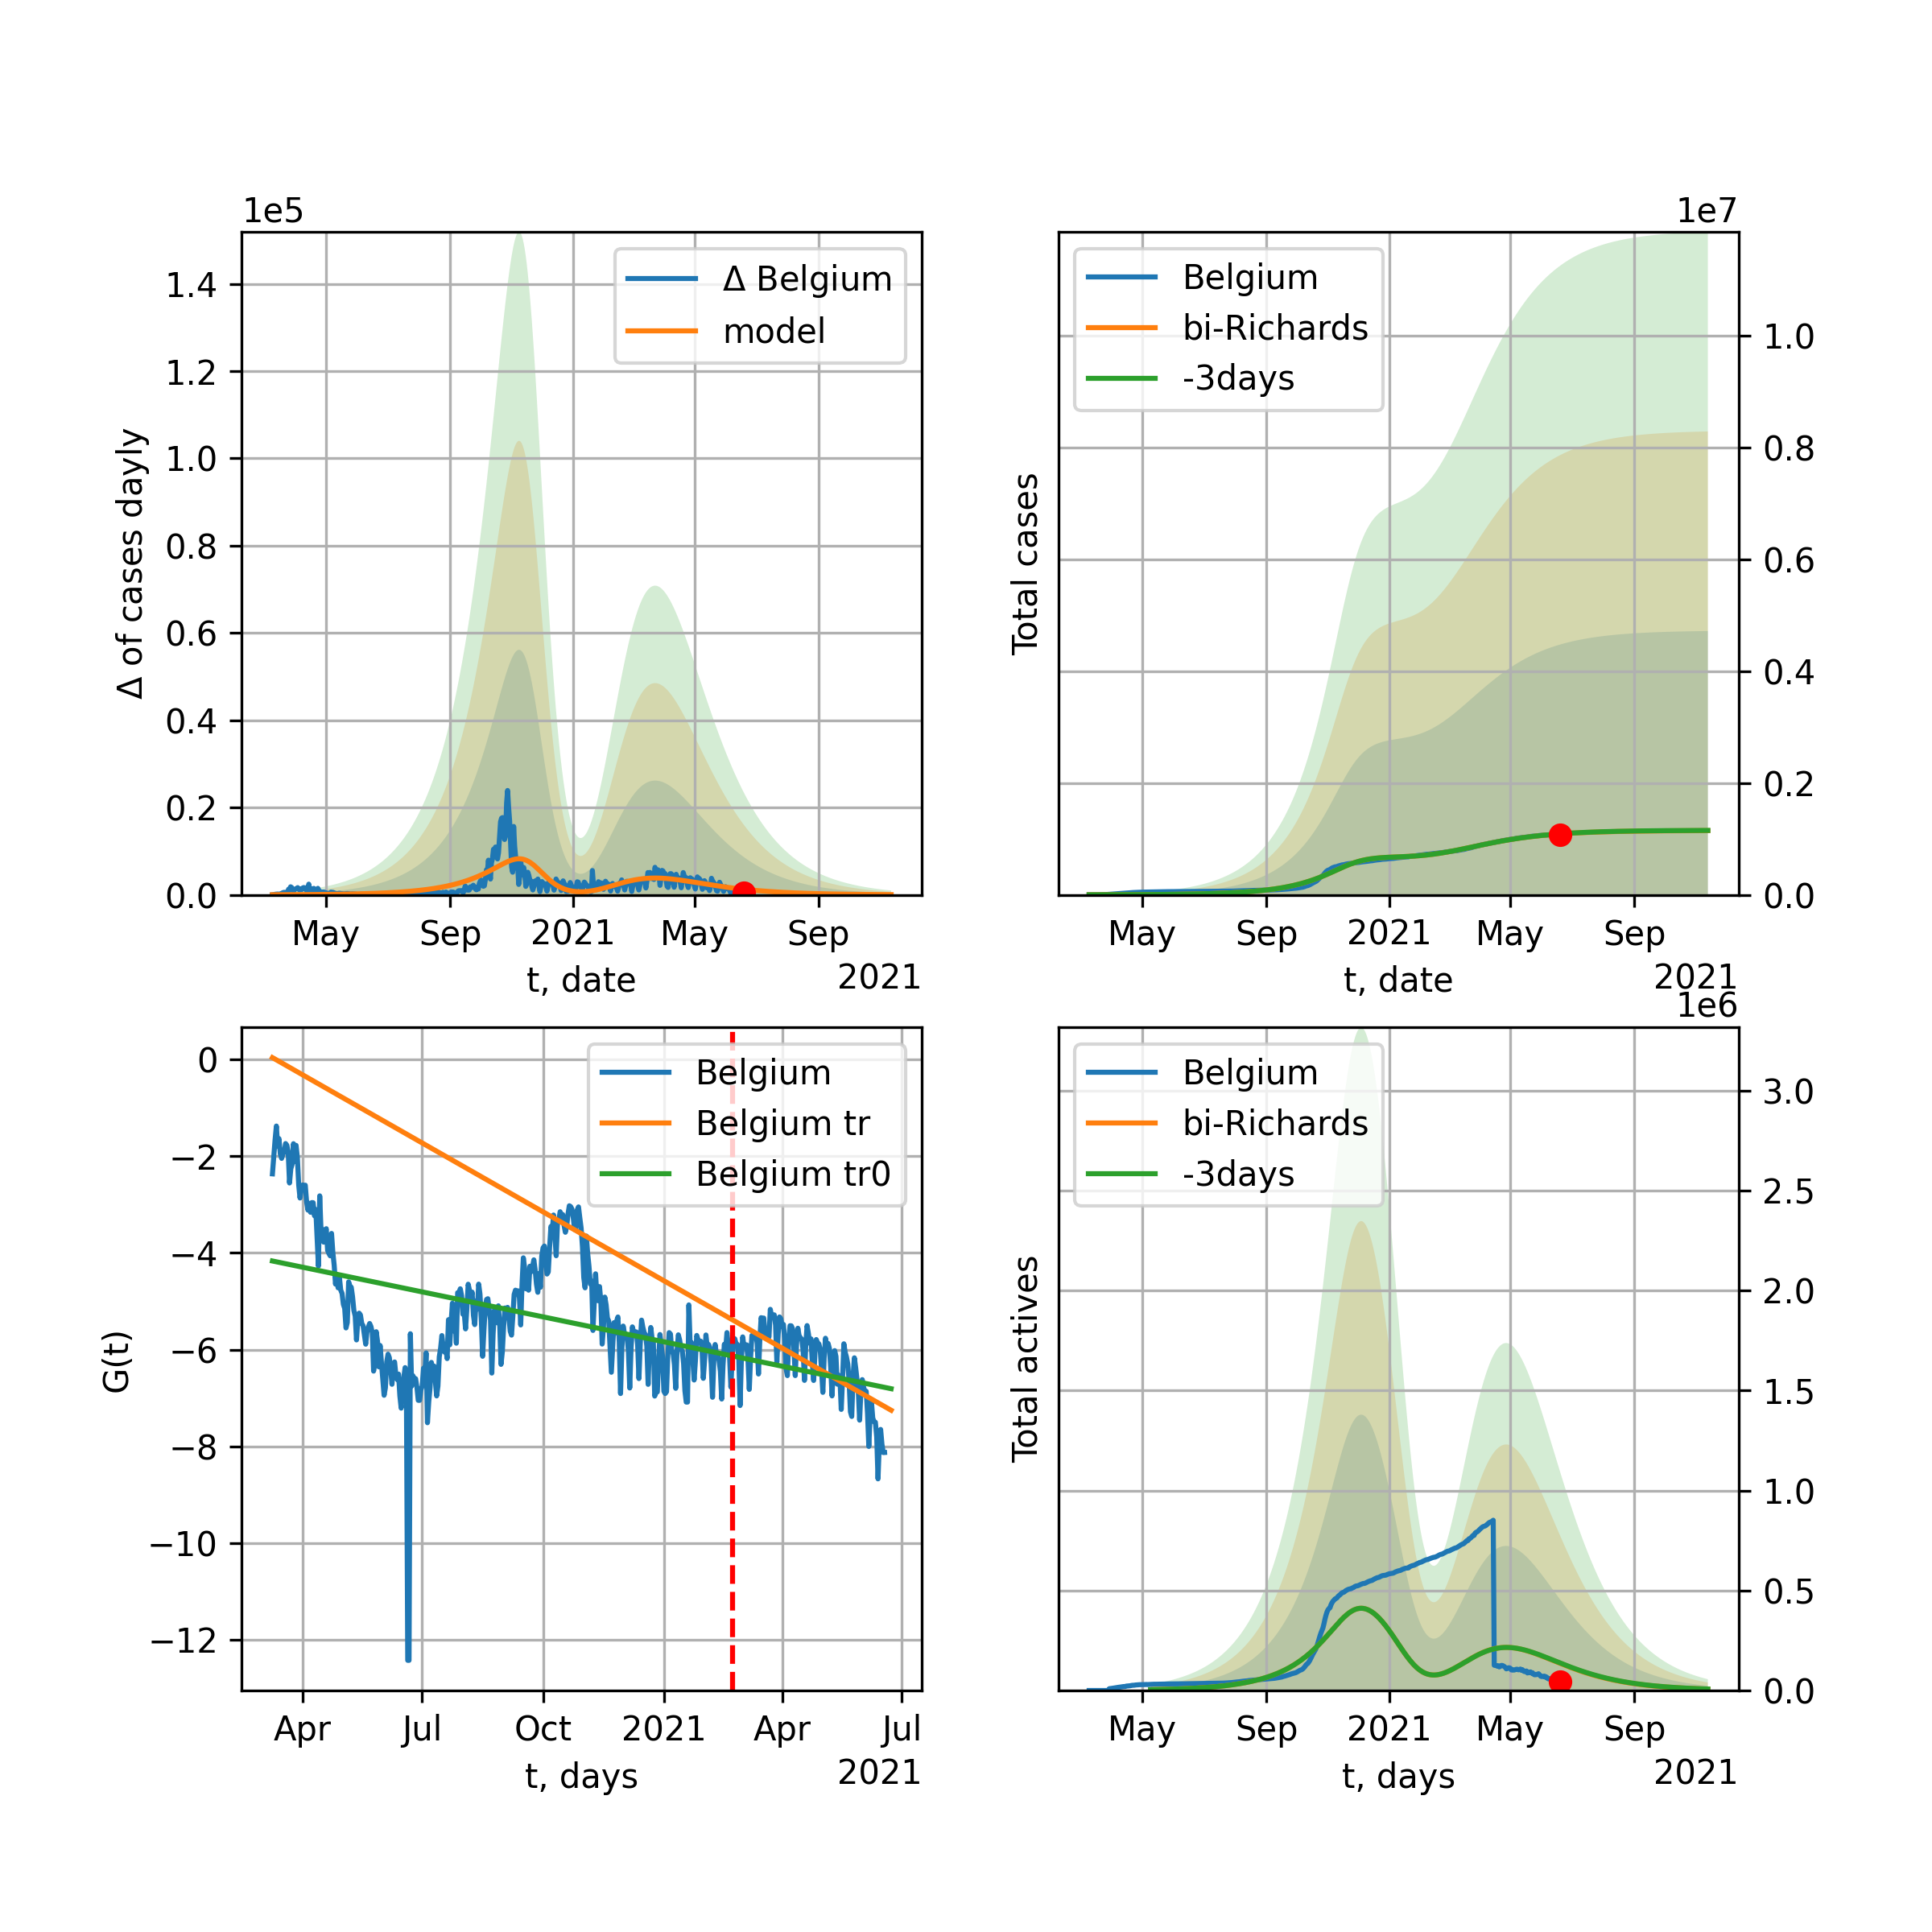 1e5
Δ of cases dayly
1.4
1.2
1.0
0.8
0.6
0.4
0.2
0.0
Δ Belgium
model
May Sep 2021 May Sep
t, date
2021
1e7
Total cases
Belgium
bi-Richards
-3days
1.0
0.8
0.6
0.4
0.2
0.0
May Sep 2021 May Sep
t, date
2021
G(t)
0
−2
−4
−6
−8
−10
−12
Belgium
Belgium tr
Belgium tr0
Apr Jul Oct 2021 Apr Jul
t, days
2021
1e6
Total actives
Belgium
bi-Richards
-3days
3.0
2.5
2.0
1.5
1.0
0.5
0.0
May Sep 2021 May Sep
t, days
2021